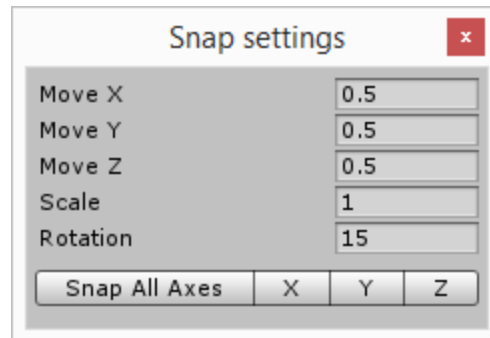 Snap settings x
Move X 0.5
Move Y 0.5
Move Z 0.5
Scale 1
Rotation 15
Snap All Axes X Y Z